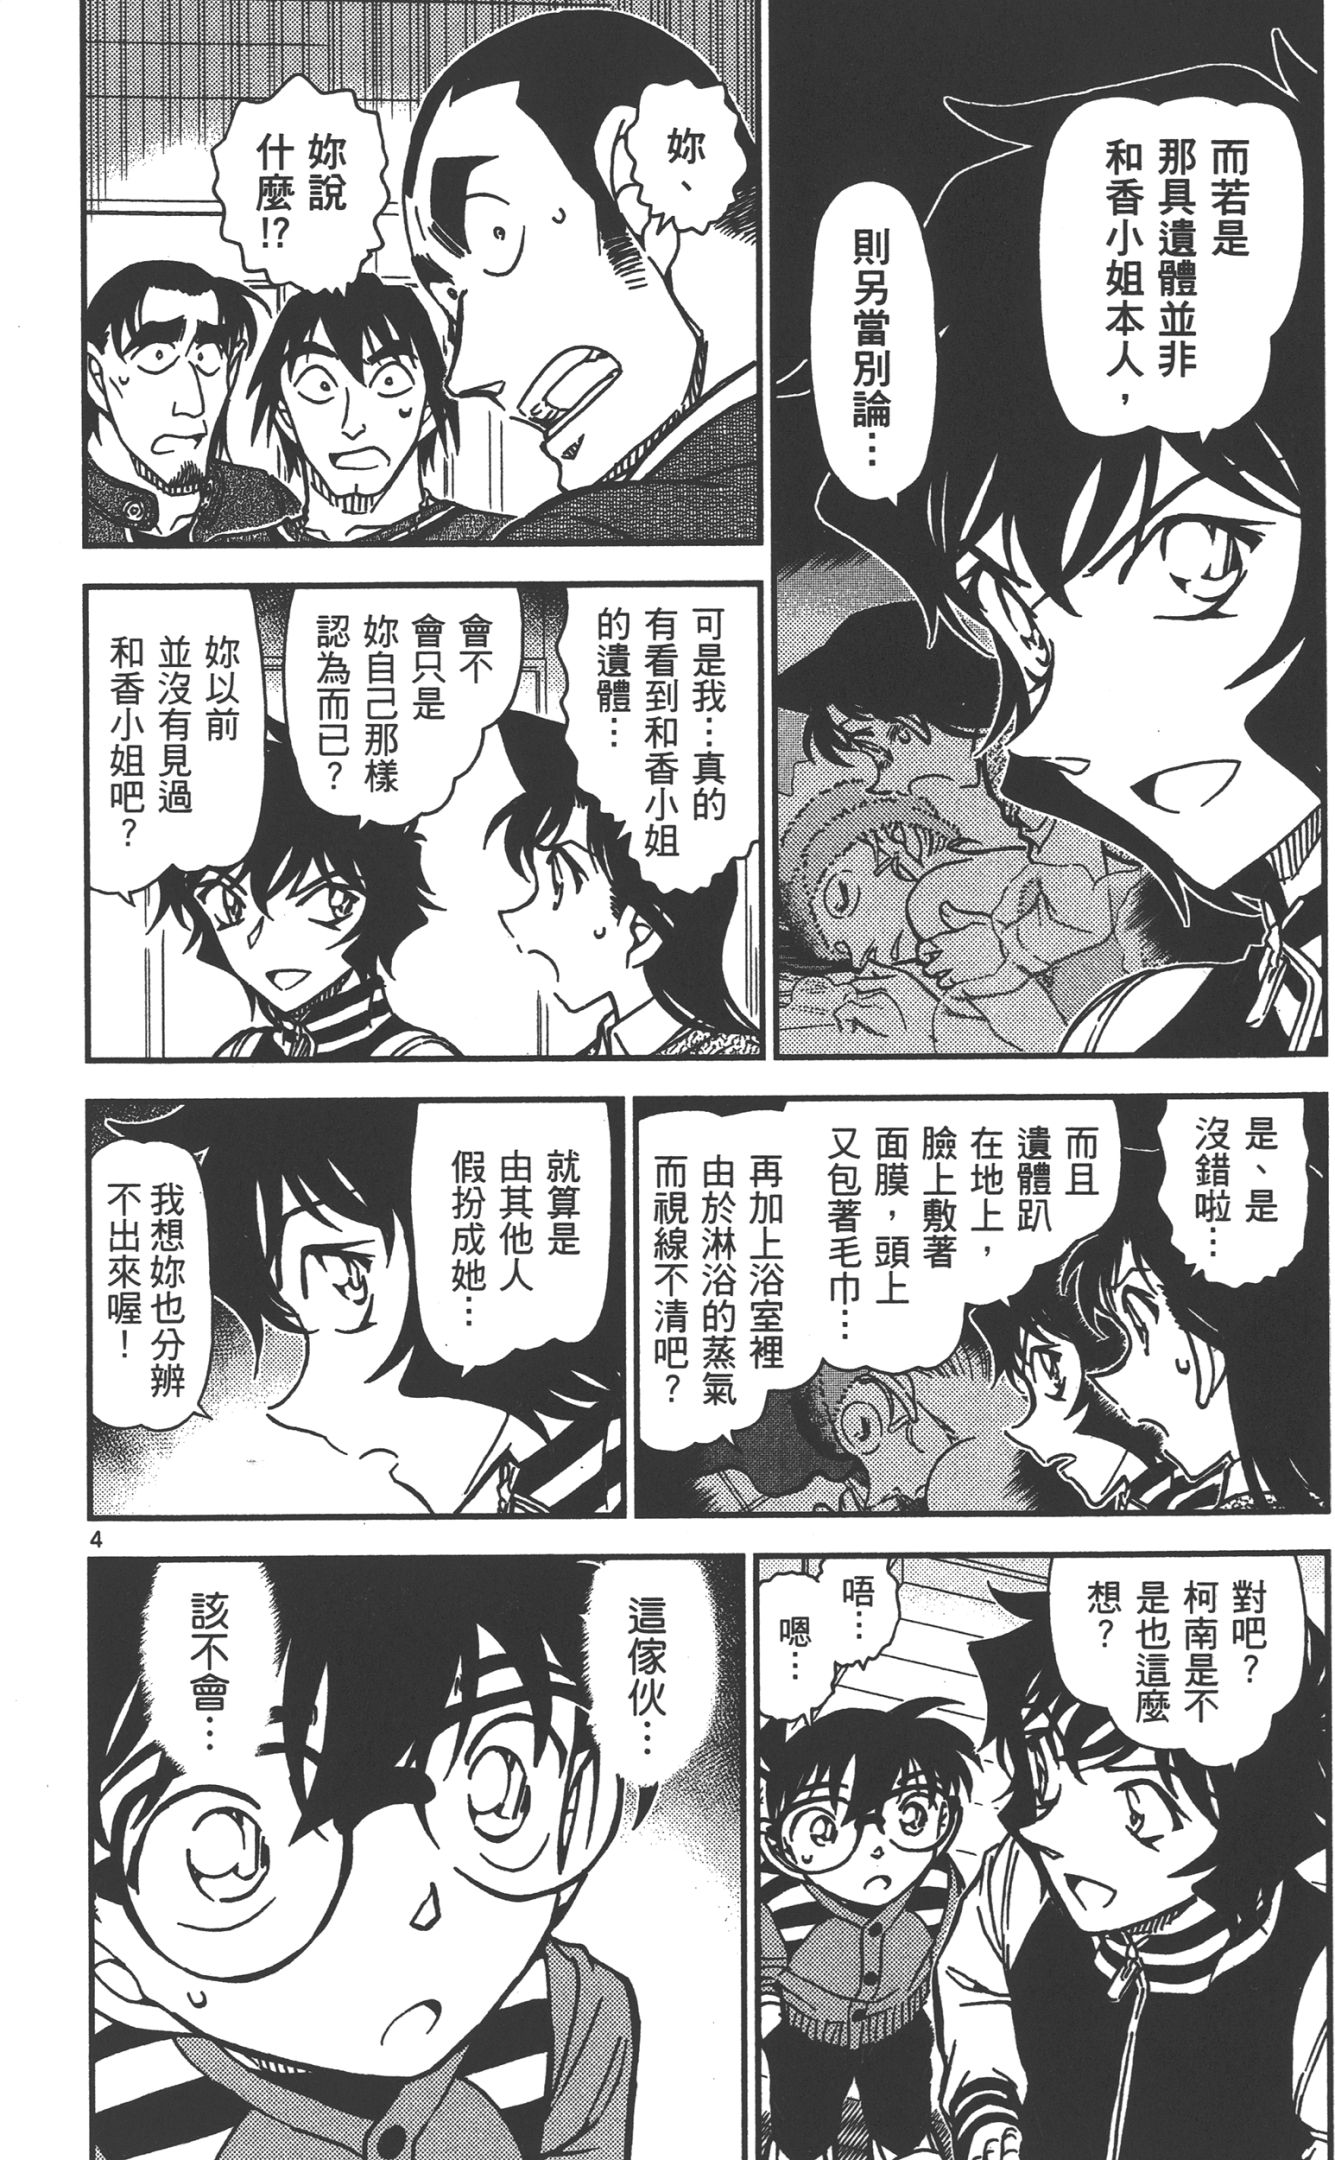 而若是
那具遺體並非
和香小姐本人，
則另當別論…
妳、
妳說
什麼!?
可是我…真的
有看到和香小姐
的遺體…
會不
會只是
妳自己那樣
認為而已？
妳以前
並沒有見過
和香小姐吧？
是、是
沒錯啦…
而且
遺體趴
在地上，
臉上敷著
面膜，頭上
又包著毛巾…
再加上浴室裡
由於淋浴的蒸氣
而視線不清吧？
就算是
由其他人
假扮成她…
我想妳也分辨
不出來喔！
4
對吧？
柯南是不
是也這麼
想？
唔…
嗯…
這傢伙…
該不會…